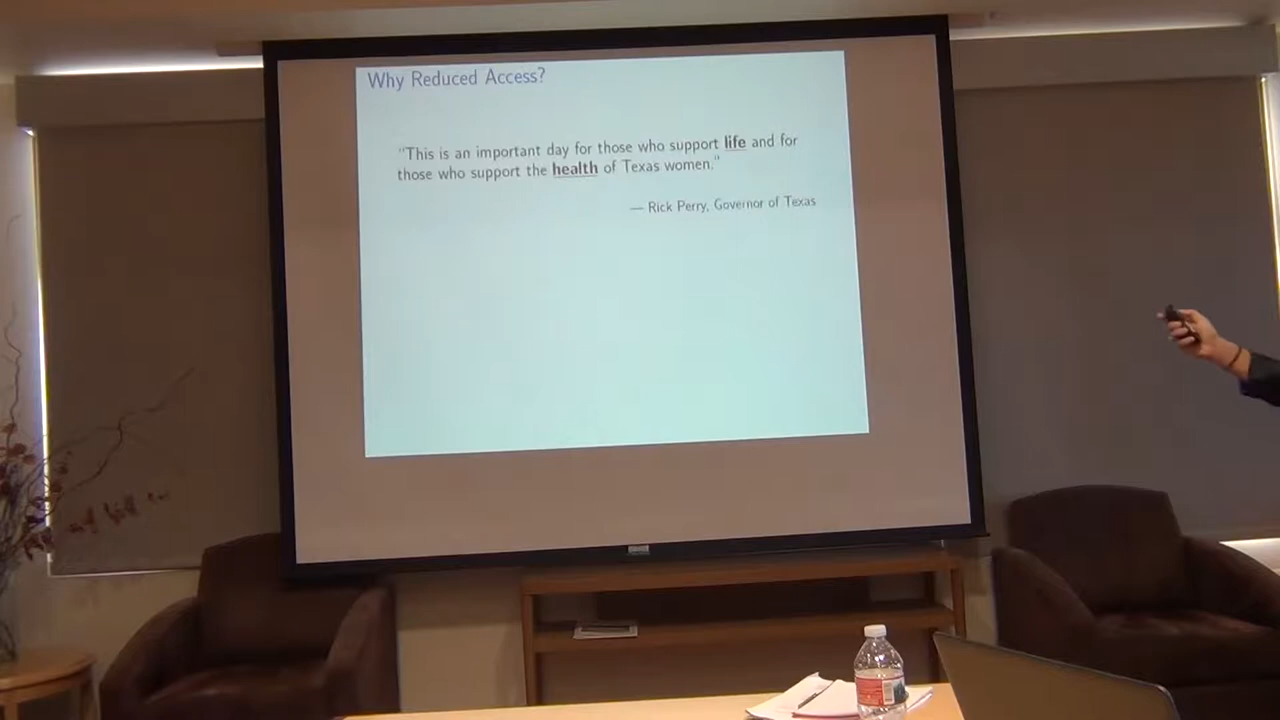 Why Reduced Access?
“This is an important day for those who support life and for
those who support the health of Texas women.”
— Rick Perry, Governor of Texas